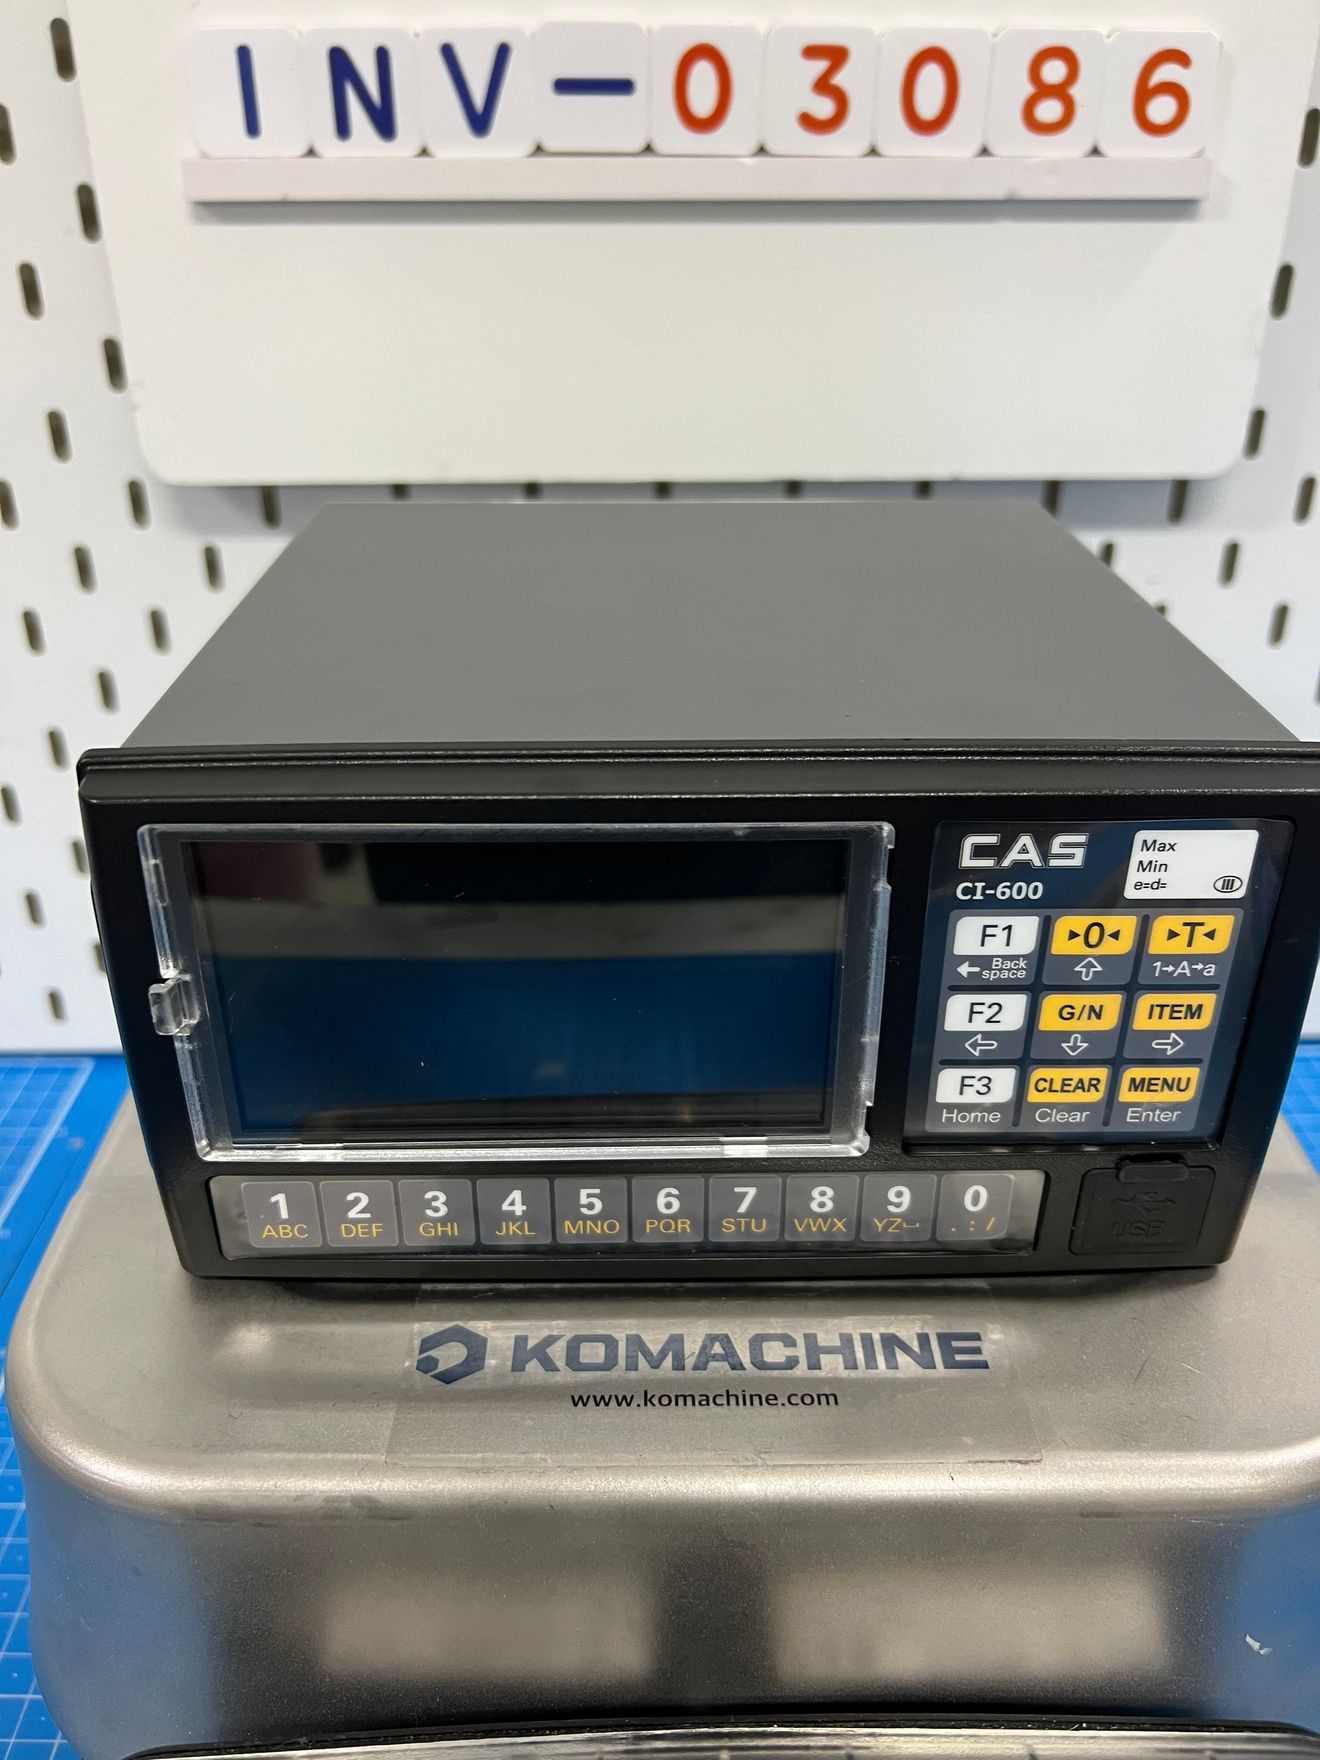 INV-03086
CAS
CI-600
Max
Min
e=d=
III
F1 ▸0◂ ▸T◂
← Back space ⇧ 1→A→a
F2 G/N ITEM
⇦ ⇩ ⇨
F3 CLEAR MENU
Home Clear Enter
1 2 3 4 5 6 7 8 9 0
ABC DEF GHI JKL MNO PQR STU VWX YZ⎵ . : /
USB
KOMACHINE
www.komachine.com